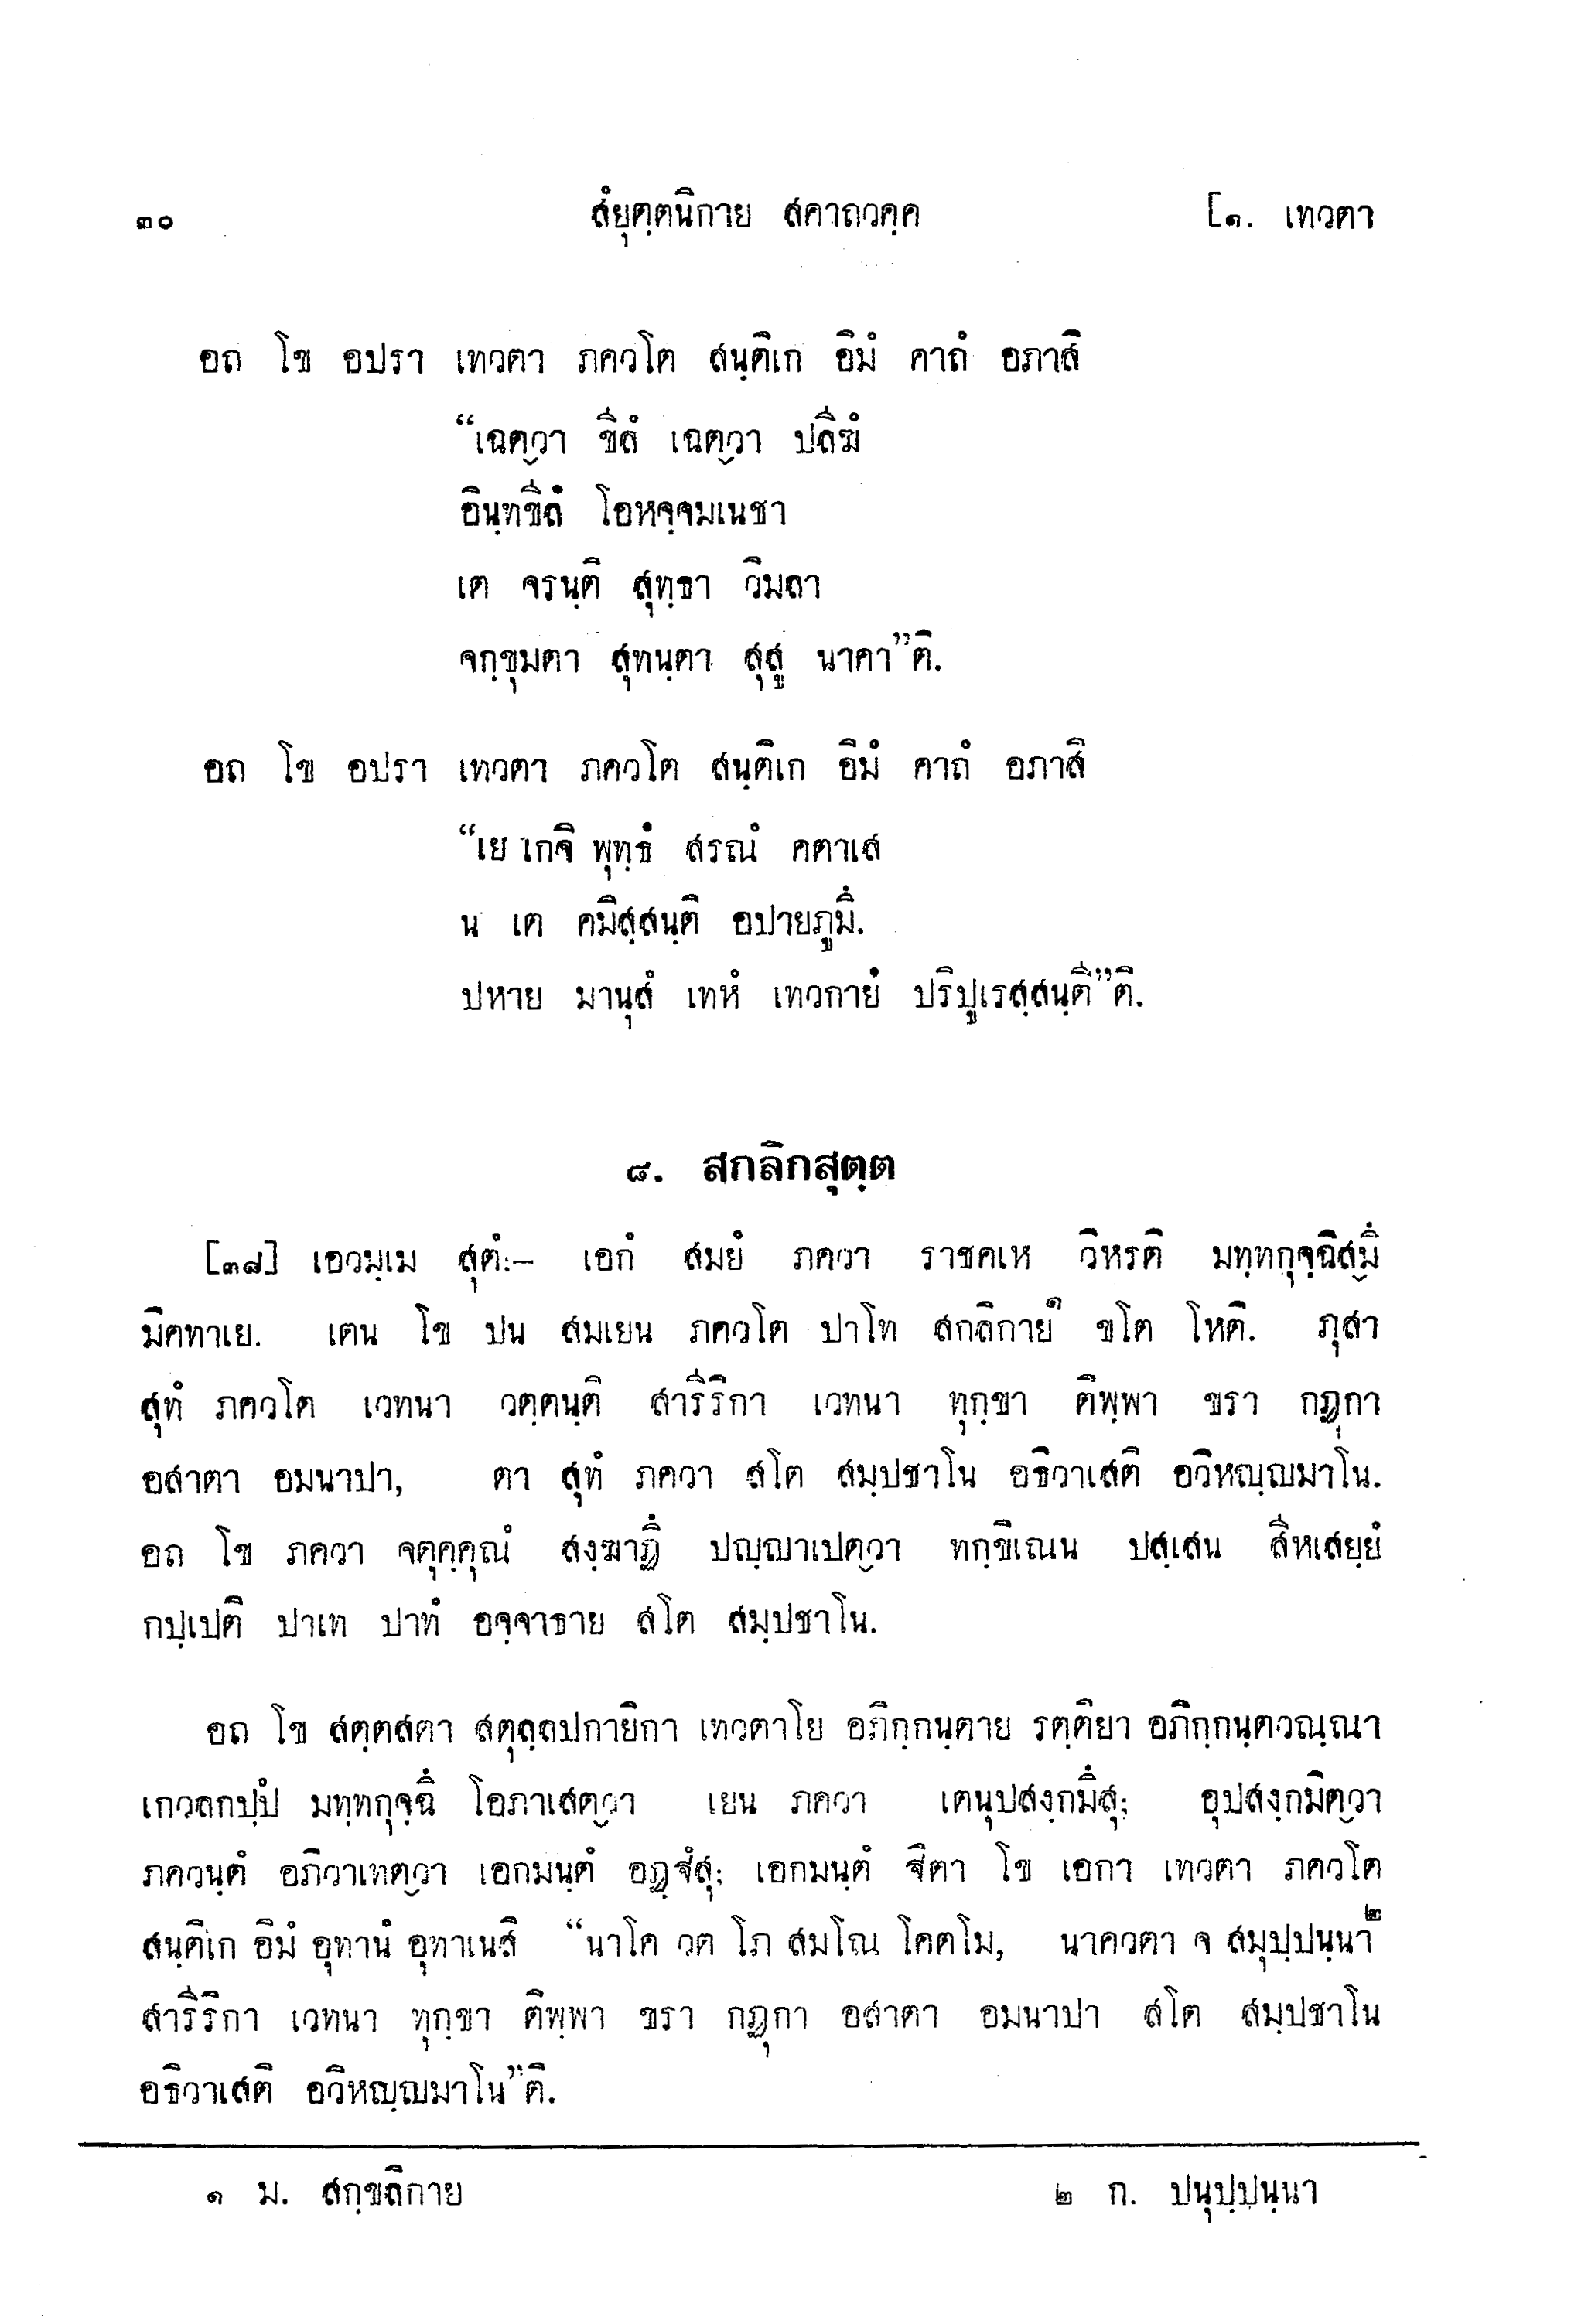 ๓๐ สํยุตฺตนิกาย สคาถวคฺค [๑. เทวตา
อถ โข อปรา เทวตา ภควโต สนฺติเก อิมํ คาถํ อภาสิ
“เฉตฺวา ขีลํ เฉตฺวา ปลีฆํ
อินฺทขีลํ โอหจฺจมเนชา
เต จรนฺติ สุทฺธา วิมลา
จกฺขุมตา สุทนฺตา สุสู นาคา”ติ.
อถ โข อปรา เทวตา ภควโต สนฺติเก อิมํ คาถํ อภาสิ
“เย เกจิ พุทฺธํ สรณํ คตาเส
น เต คมิสฺสนฺติ อปายภูมึ.
ปหาย มานุสํ เทหํ เทวกายํ ปริปูเรสฺสนฺตี”ติ.
๘. สกลิกสุตฺต
[๓๘] เอวมฺเม สุตํ:– เอกํ สมยํ ภควา ราชคเห วิหรติ มทฺทกุจฺฉิสฺมึ
มิคทาเย. เตน โข ปน สมเยน ภควโต ปาโท สกลิกาย๑ ขโต โหติ. ภุสา
สุทํ ภควโต เวทนา วตฺตนฺติ สารีริกา เวทนา ทุกฺขา ติพฺพา ขรา กฏุกา
อสาตา อมนาปา, ตา สุทํ ภควา สโต สมฺปชาโน อธิวาเสติ อวิหญฺญมาโน.
อถ โข ภควา จตุคฺคุณํ สงฺฆาฏึ ปญฺญาเปตฺวา ทกฺขิเณน ปสฺเสน สีหเสยฺยํ
กปฺเปติ ปาเท ปาทํ อจฺจาธาย สโต สมฺปชาโน.
อถ โข สตฺตสตา สตุลฺลปกายิกา เทวตาโย อภิกฺกนฺตาย รตฺติยา อภิกฺกนฺตวณฺณา
เกวลกปฺปํ มทฺทกุจฺฉึ โอภาเสตฺวา เยน ภควา เตนุปสงฺกมึสุ; อุปสงฺกมิตฺวา
ภควนฺตํ อภิวาเทตฺวา เอกมนฺตํ อฏฺฐํสุ; เอกมนฺตํ ฐิตา โข เอกา เทวตา ภควโต
สนฺติเก อิมํ อุทานํ อุทาเนสิ “นาโค วต โภ สมโณ โคตโม, นาควตา จ สมุปฺปนฺนา๒
สารีริกา เวทนา ทุกฺขา ติพฺพา ขรา กฏุกา อสาตา อมนาปา สโต สมฺปชาโน
อธิวาเสติ อวิหญฺญมาโน”ติ.
๑ ม. สกฺขลิกาย ๒ ก. ปนุปฺปนฺนา